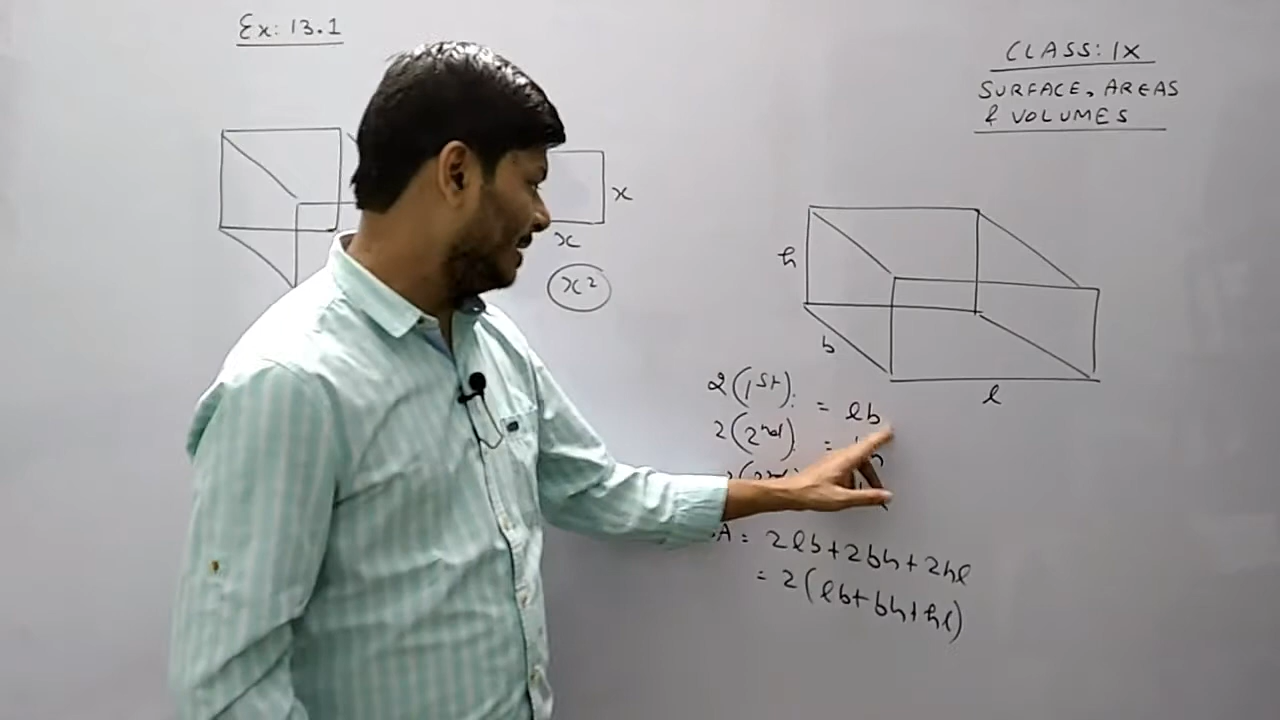 Ex: 13.1
CLASS: IX
SURFACE, AREAS
& VOLUMES
x
x
x²
h
b
l
2(1st) = lb
2(2nd) =
A = 2lb+2bh+2hl
= 2(lb+bh+hl)